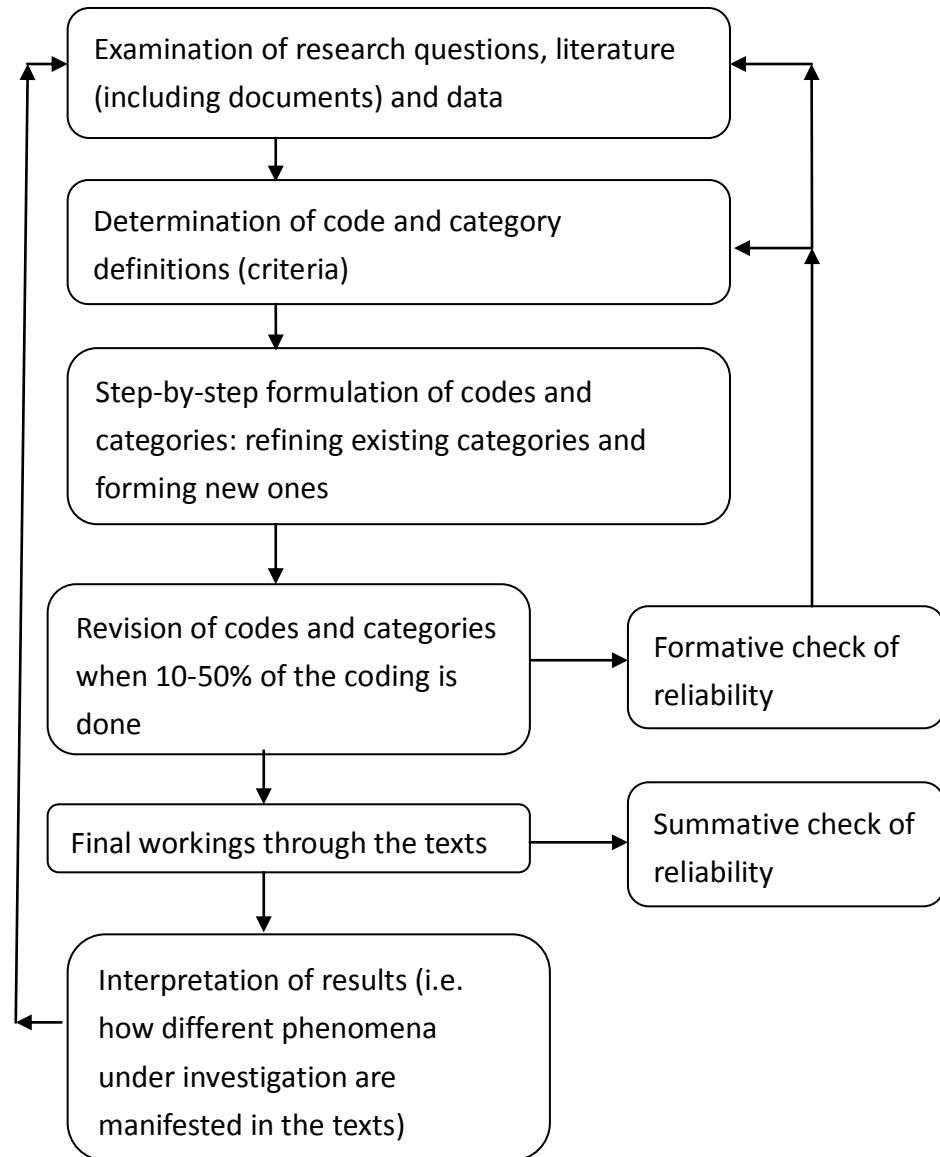 Examination of research questions, literature
(including documents) and data
Determination of code and category
definitions (criteria)
Step-by-step formulation of codes and
categories: refining existing categories and
forming new ones
Revision of codes and categories
when 10-50% of the coding is
done
Formative check of
reliability
Final workings through the texts
Summative check of
reliability
Interpretation of results (i.e.
how different phenomena
under investigation are
manifested in the texts)